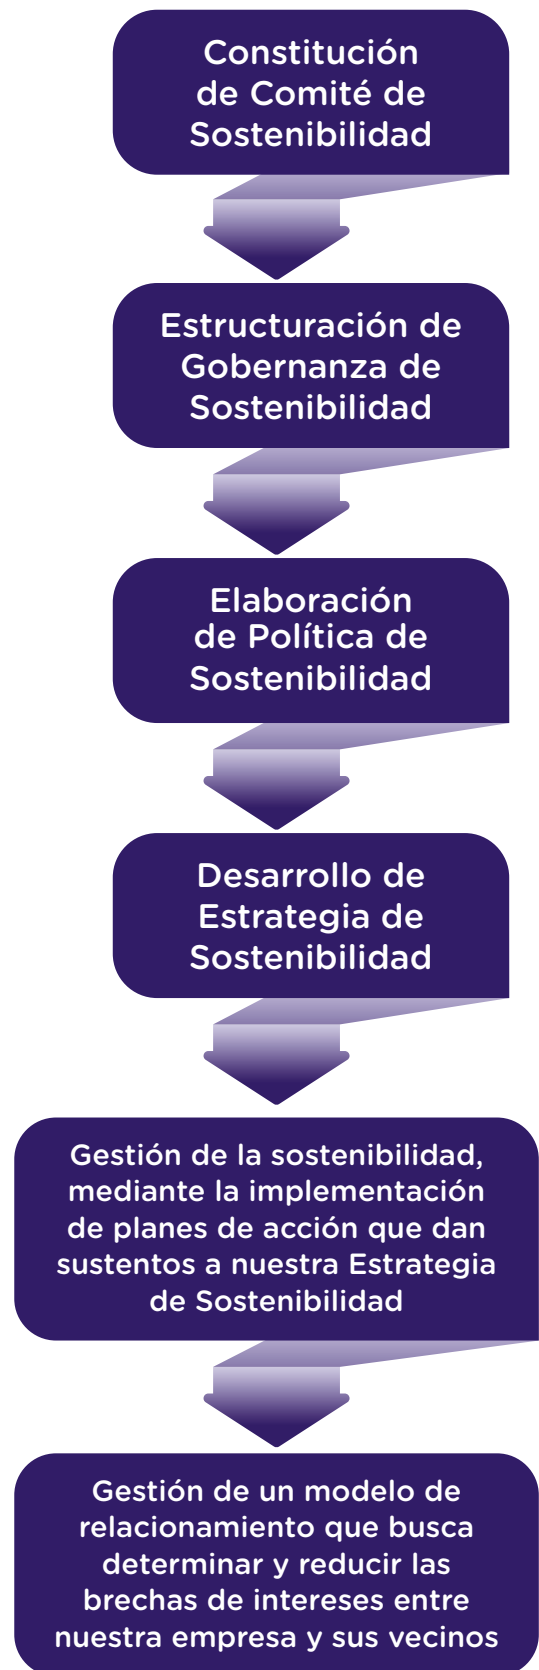 Constitución
de Comité de
Sostenibilidad
Estructuración de
Gobernanza de
Sostenibilidad
Elaboración
de Política de
Sostenibilidad
Desarrollo de
Estrategia de
Sostenibilidad
Gestión de la sostenibilidad,
mediante la implementación
de planes de acción que dan
sustentos a nuestra Estrategia
de Sostenibilidad
Gestión de un modelo de
relacionamiento que busca
determinar y reducir las
brechas de intereses entre
nuestra empresa y sus vecinos